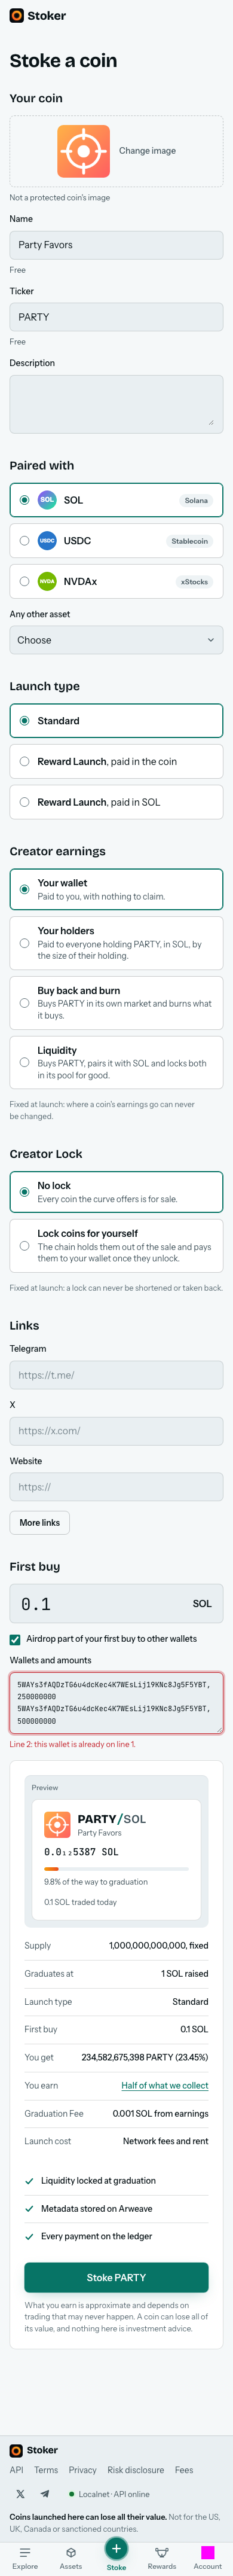 Stoker
Stoke a coin
Your coin
Change image
Not a protected coin's image
Name
Party Favors
Free
Ticker
PARTY
Free
Description
Paired with
SOL SOL Solana
USDC USDC Stablecoin
NVDA NVDAx xStocks
Any other asset
Choose
Launch type
Standard
Reward Launch, paid in the coin
Reward Launch, paid in SOL
Creator earnings
Your wallet
Paid to you, with nothing to claim.
Your holders
Paid to everyone holding PARTY, in SOL, by
the size of their holding.
Buy back and burn
Buys PARTY in its own market and burns what
it buys.
Liquidity
Buys PARTY, pairs it with SOL and locks both
in its pool for good.
Fixed at launch: where a coin's earnings go can never
be changed.
Creator Lock
No lock
Every coin the curve offers is for sale.
Lock coins for yourself
The chain holds them out of the sale and pays
them to your wallet once they unlock.
Fixed at launch: a lock can never be shortened or taken back.
Links
Telegram
https://t.me/
X
https://x.com/
Website
https://
More links
First buy
0.1 SOL
Airdrop part of your first buy to other wallets
Wallets and amounts
5WAYs3fAQDzTG6u4dcKec4K7WEsLij19KNc8Jg5F5YBT,
250000000
5WAYs3fAQDzTG6u4dcKec4K7WEsLij19KNc8Jg5F5YBT,
500000000
Line 2: this wallet is already on line 1.
Preview
PARTY/SOL
Party Favors
0.0₁₂5387 SOL
9.8% of the way to graduation
0.1 SOL traded today
Supply 1,000,000,000,000, fixed
Graduates at 1 SOL raised
Launch type Standard
First buy 0.1 SOL
You get 234,582,675,398 PARTY (23.45%)
You earn Half of what we collect
Graduation Fee 0.001 SOL from earnings
Launch cost Network fees and rent
Liquidity locked at graduation
Metadata stored on Arweave
Every payment on the ledger
Stoke PARTY
What you earn is approximate and depends on
trading that may never happen. A coin can lose all of
its value, and nothing here is investment advice.
Stoker
API Terms Privacy Risk disclosure Fees
Localnet · API online
Coins launched here can lose all their value. Not for the US,
UK, Canada or sanctioned countries.
Explore Assets Stoke Rewards Account